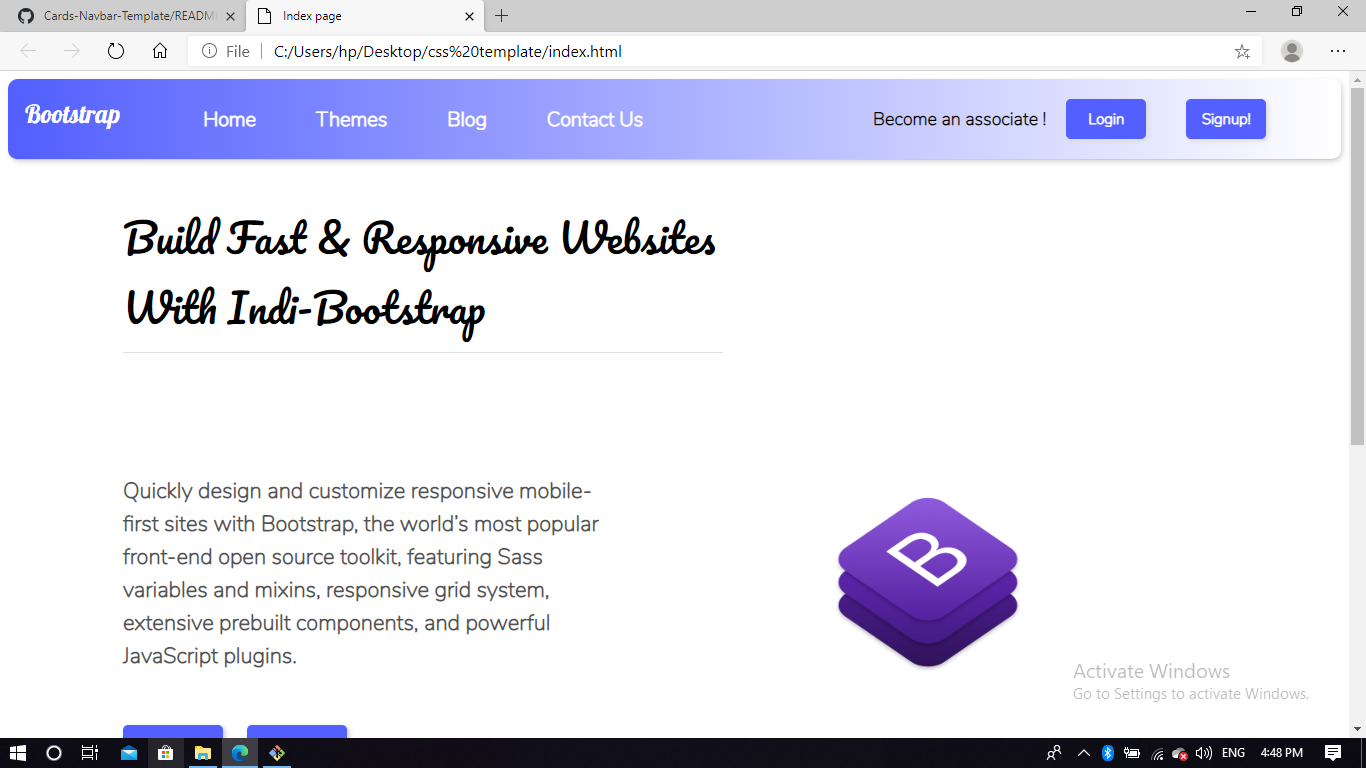 Cards-Navbar-Template/READM
Index page
File
C:/Users/hp/Desktop/css%20template/index.html
Bootstrap
Home
Themes
Blog
Contact Us
Become an associate !
Login
Signup!
Build Fast & Responsive Websites
With Indi-Bootstrap
Quickly design and customize responsive mobile-
first sites with Bootstrap, the world’s most popular
front-end open source toolkit, featuring Sass
variables and mixins, responsive grid system,
extensive prebuilt components, and powerful
JavaScript plugins.
B
Activate Windows
Go to Settings to activate Windows.
ENG
4:48 PM